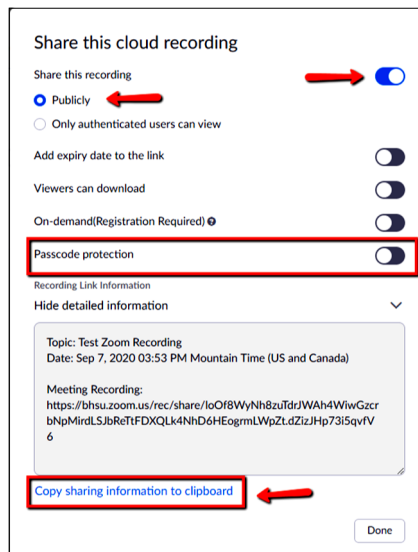 Share this cloud recording
Share this recording
Publicly
Only authenticated users can view
Add expiry date to the link
Viewers can download
On-demand(Registration Required)
Passcode protection
Recording Link Information
Hide detailed information
Topic: Test Zoom Recording
Date: Sep 7, 2020 03:53 PM Mountain Time (US and Canada)
Meeting Recording:
https://bhsu.zoom.us/rec/share/loOf8WyNh8zuTdrJWAh4WiwGzcr
bNpMirdLSJbReTtFDXQLk4NhD6HEogrmLWpZt.dZizJHp73i5qvfV
6
Copy sharing information to clipboard
Done